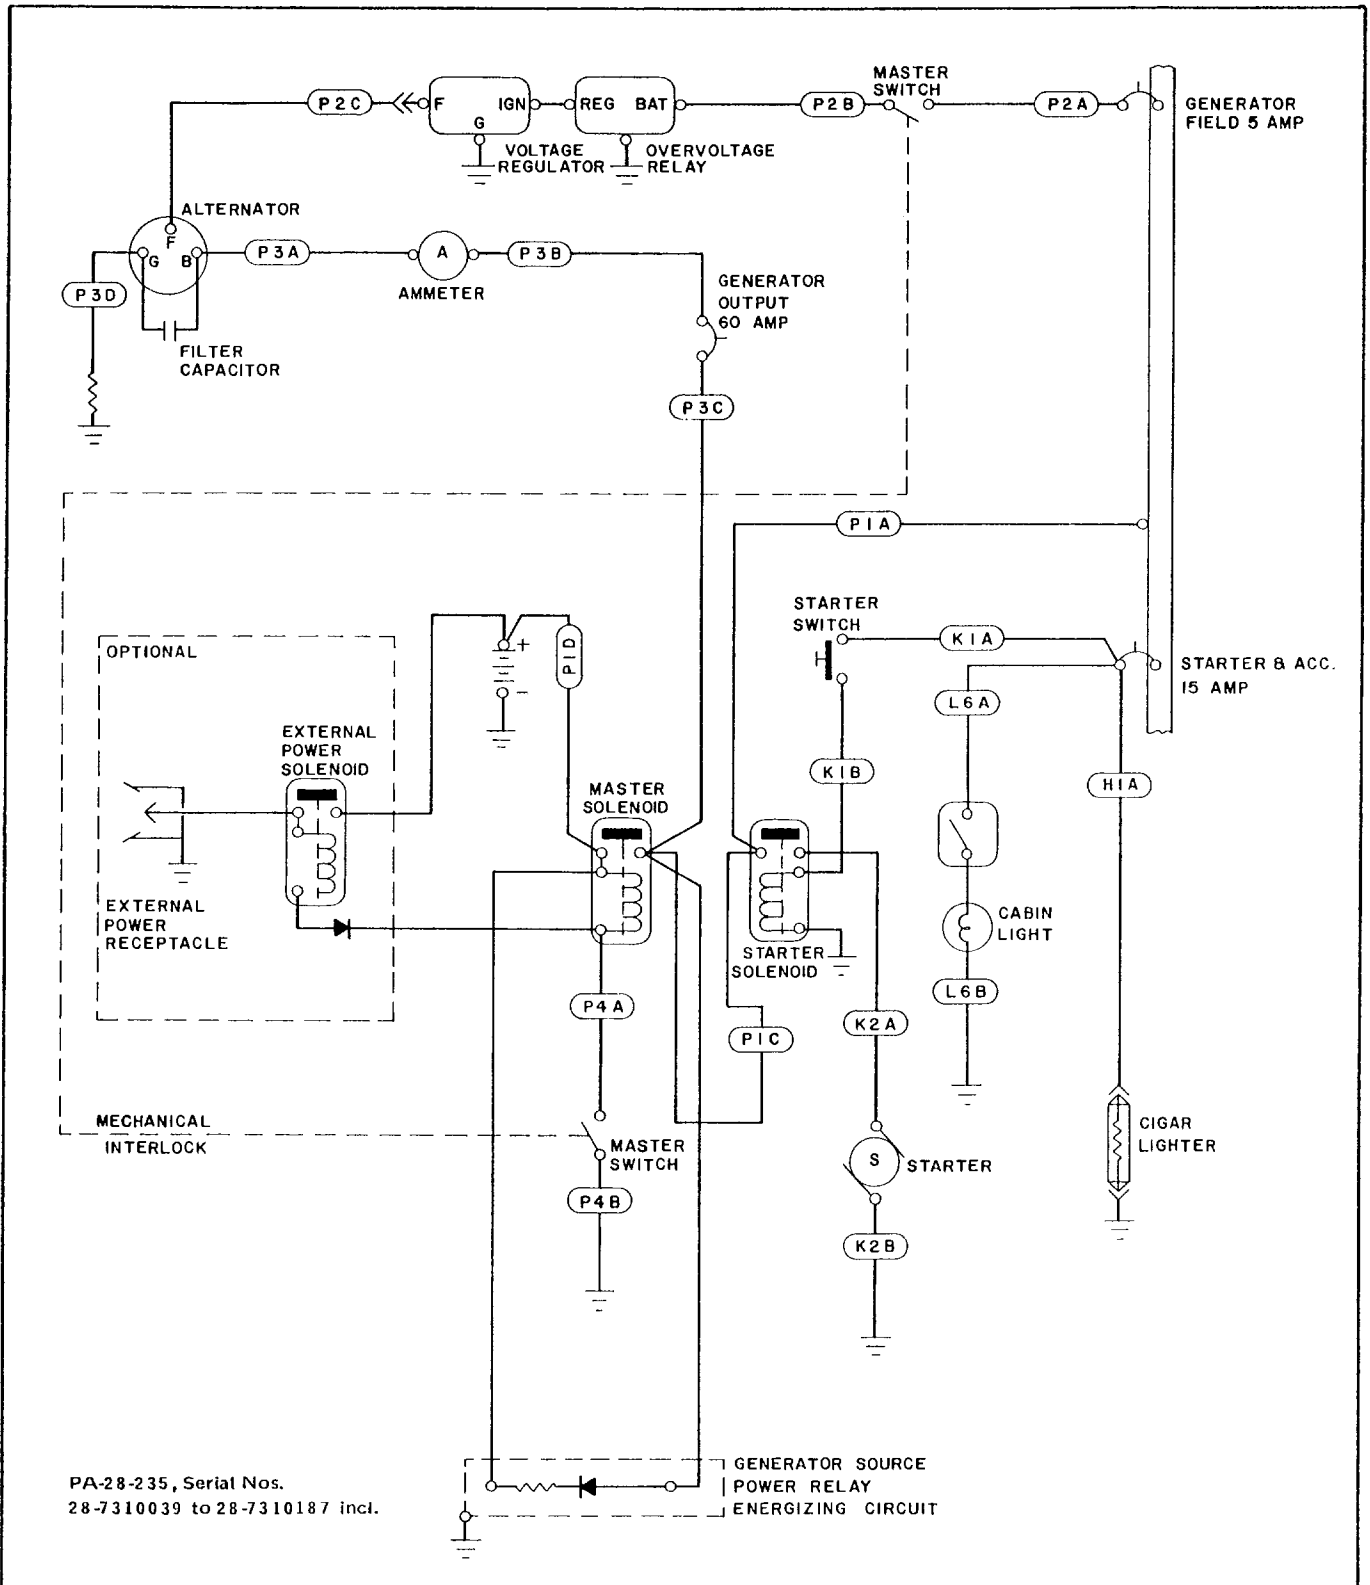 MASTER
SWITCH
P2C
F
IGN
G
REG
BAT
P2B
P2A
GENERATOR
FIELD 5 AMP
VOLTAGE
REGULATOR
OVERVOLTAGE
RELAY
ALTERNATOR
F
G
B
P3A
A
P3B
AMMETER
P3D
GENERATOR
OUTPUT
60 AMP
FILTER
CAPACITOR
P3C
P1A
STARTER
SWITCH
K1A
OPTIONAL
+
-
P1D
STARTER & ACC.
15 AMP
L6A
EXTERNAL
POWER
SOLENOID
K1B
H1A
MASTER
SOLENOID
EXTERNAL
POWER
RECEPTACLE
CABIN
LIGHT
STARTER
SOLENOID
L6B
P4A
K2A
P1C
MECHANICAL
INTERLOCK
MASTER
SWITCH
CIGAR
LIGHTER
S
STARTER
P4B
K2B
GENERATOR SOURCE
POWER RELAY
ENERGIZING CIRCUIT
PA-28-235, Serial Nos.
28-7310039 to 28-7310187 incl.